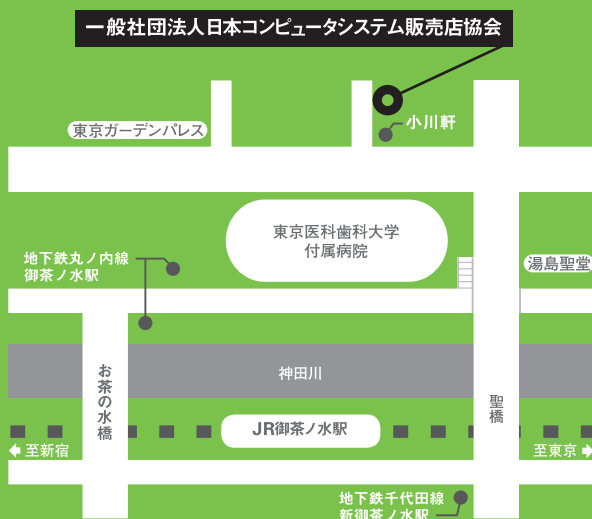 一般社団法人日本コンピュータシステム販売店協会
小川軒
東京ガーデンパレス
東京医科歯科大学
付属病院
地下鉄丸ノ内線
御茶ノ水駅
湯島聖堂
神田川
お茶の水橋
聖橋
JR御茶ノ水駅
至新宿
至東京
地下鉄千代田線
新御茶ノ水駅